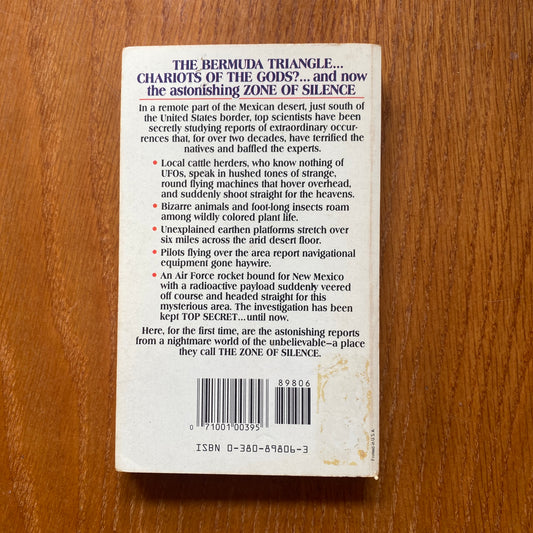 THE BERMUDA TRIANGLE...
CHARIOTS OF THE GODS?...and now
the astonishing ZONE OF SILENCE
In a remote part of the Mexican desert, just south of
the United States border, top scientists have been
secretly studying reports of extraordinary occur-
rences that, for over two decades, have terrified the
natives and baffled the experts.
• Local cattle herders, who know nothing of
UFOs, speak in hushed tones of strange,
round flying machines that hover overhead,
and suddenly shoot straight for the heavens.
• Bizarre animals and foot-long insects roam
among wildly colored plant life.
• Unexplained earthen platforms stretch over
six miles across the arid desert floor.
• Pilots flying over the area report navigational
equipment gone haywire.
• An Air Force rocket bound for New Mexico
with a radioactive payload suddenly veered
off course and headed straight for this
mysterious area. The investigation has been
kept TOP SECRET...until now.
Here, for the first time, are the astonishing reports
from a nightmare world of the unbelievable—a place
they call THE ZONE OF SILENCE.
89806
0 71001 00395
ISBN 0-380-89806-3
Printed in U.S.A.